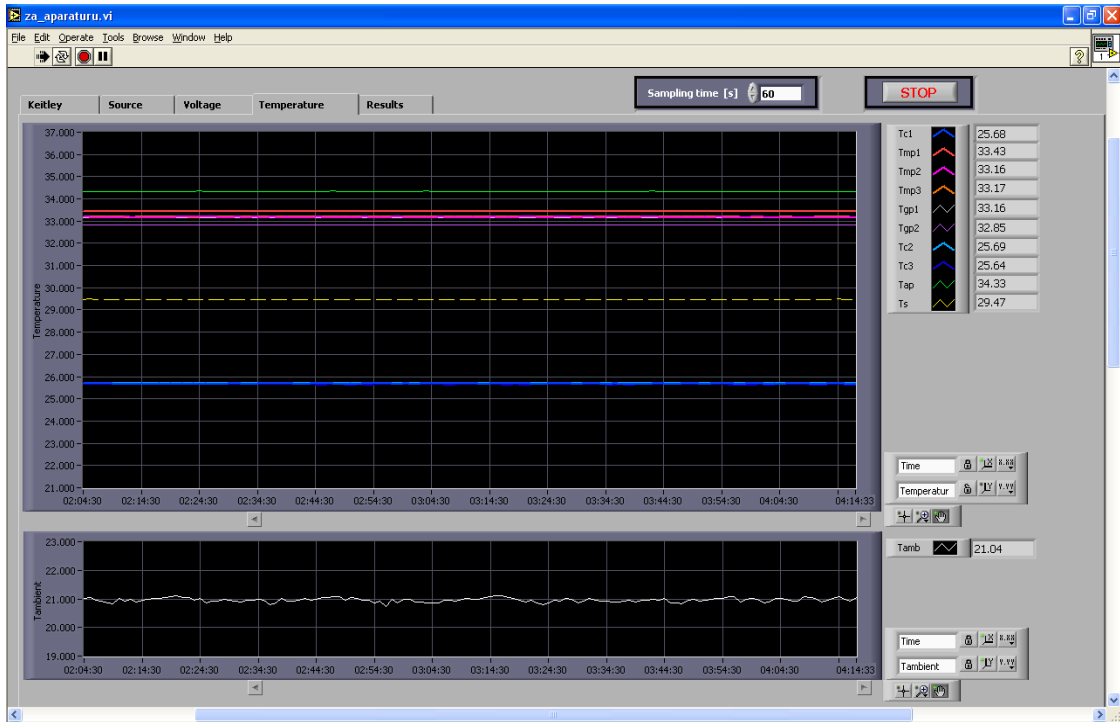 za_aparaturu.vi
File Edit Operate Tools Browse Window Help
1
Sampling time [s] 60
STOP
Keitley Source Voltage Temperature Results
37.000
36.000
35.000
34.000
33.000
32.000
31.000
30.000
29.000
28.000
27.000
26.000
25.000
24.000
23.000
22.000
21.000
Temperature
02:04:30 02:14:30 02:24:30 02:34:30 02:44:30 02:54:30 03:04:30 03:14:30 03:24:30 03:34:30 03:44:30 03:54:30 04:04:30 04:14:33
Tc1 25.68
Tmp1 33.43
Tmp2 33.16
Tmp3 33.17
Tgp1 33.16
Tgp2 32.85
Tc2 25.69
Tc3 25.64
Tap 34.33
Ts 29.47
Time X X.XX
Temperatur Y Y.YY
23.000
22.000
21.000
20.000
19.000
Tambient
02:04:30 02:14:30 02:24:30 02:34:30 02:44:30 02:54:30 03:04:30 03:14:30 03:24:30 03:34:30 03:44:30 03:54:30 04:04:30 04:14:33
Tamb 21.04
Time X X.XX
Tambient Y Y.YY